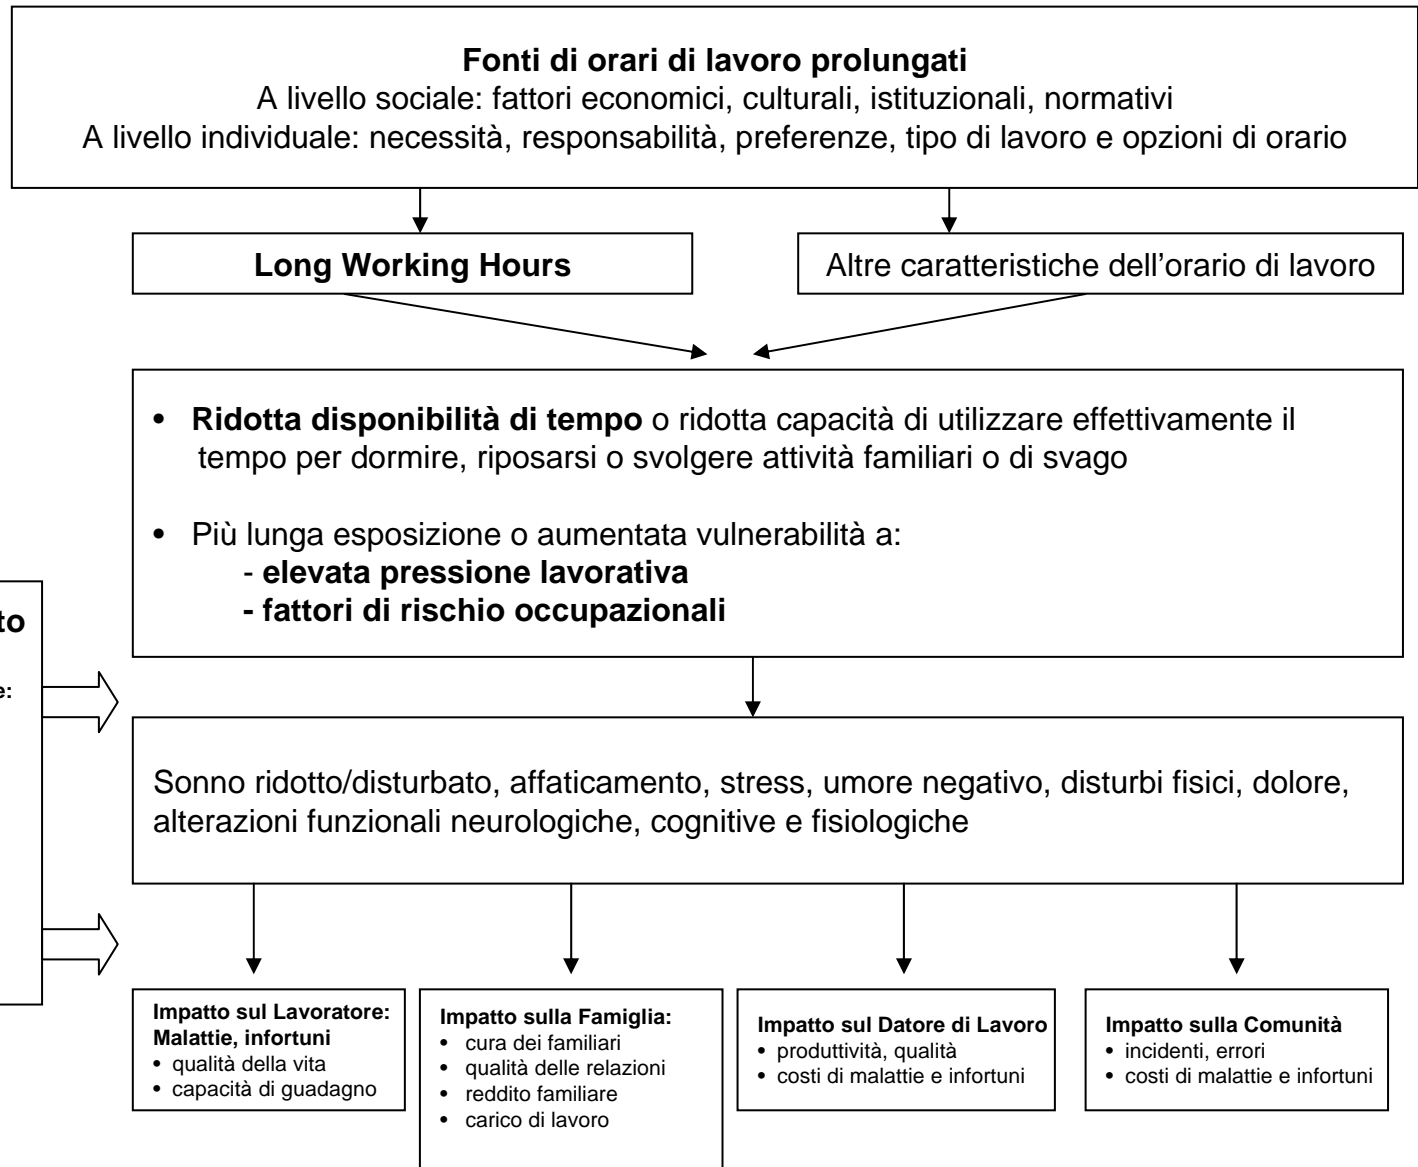 Fonti di orari di lavoro prolungati
A livello sociale: fattori economici, culturali, istituzionali, normativi
A livello individuale: necessità, responsabilità, preferenze, tipo di lavoro e opzioni di orario
Long Working Hours
Altre caratteristiche dell'orario di lavoro
• Ridotta disponibilità di tempo o ridotta capacità di utilizzare effettivamente il
tempo per dormire, riposarsi o svolgere attività familiari o di svago
• Più lunga esposizione o aumentata vulnerabilità a:
- elevata pressione lavorativa
- fattori di rischio occupazionali
Sonno ridotto/disturbato, affaticamento, stress, umore negativo, disturbi fisici, dolore,
alterazioni funzionali neurologiche, cognitive e fisiologiche
Impatto sul Lavoratore:
Malattie, infortuni
• qualità della vita
• capacità di guadagno
Impatto sulla Famiglia:
• cura dei familiari
• qualità delle relazioni
• reddito familiare
• carico di lavoro
Impatto sul Datore di Lavoro
• produttività, qualità
• costi di malattie e infortuni
Impatto sulla Comunità
• incidenti, errori
• costi di malattie e infortuni